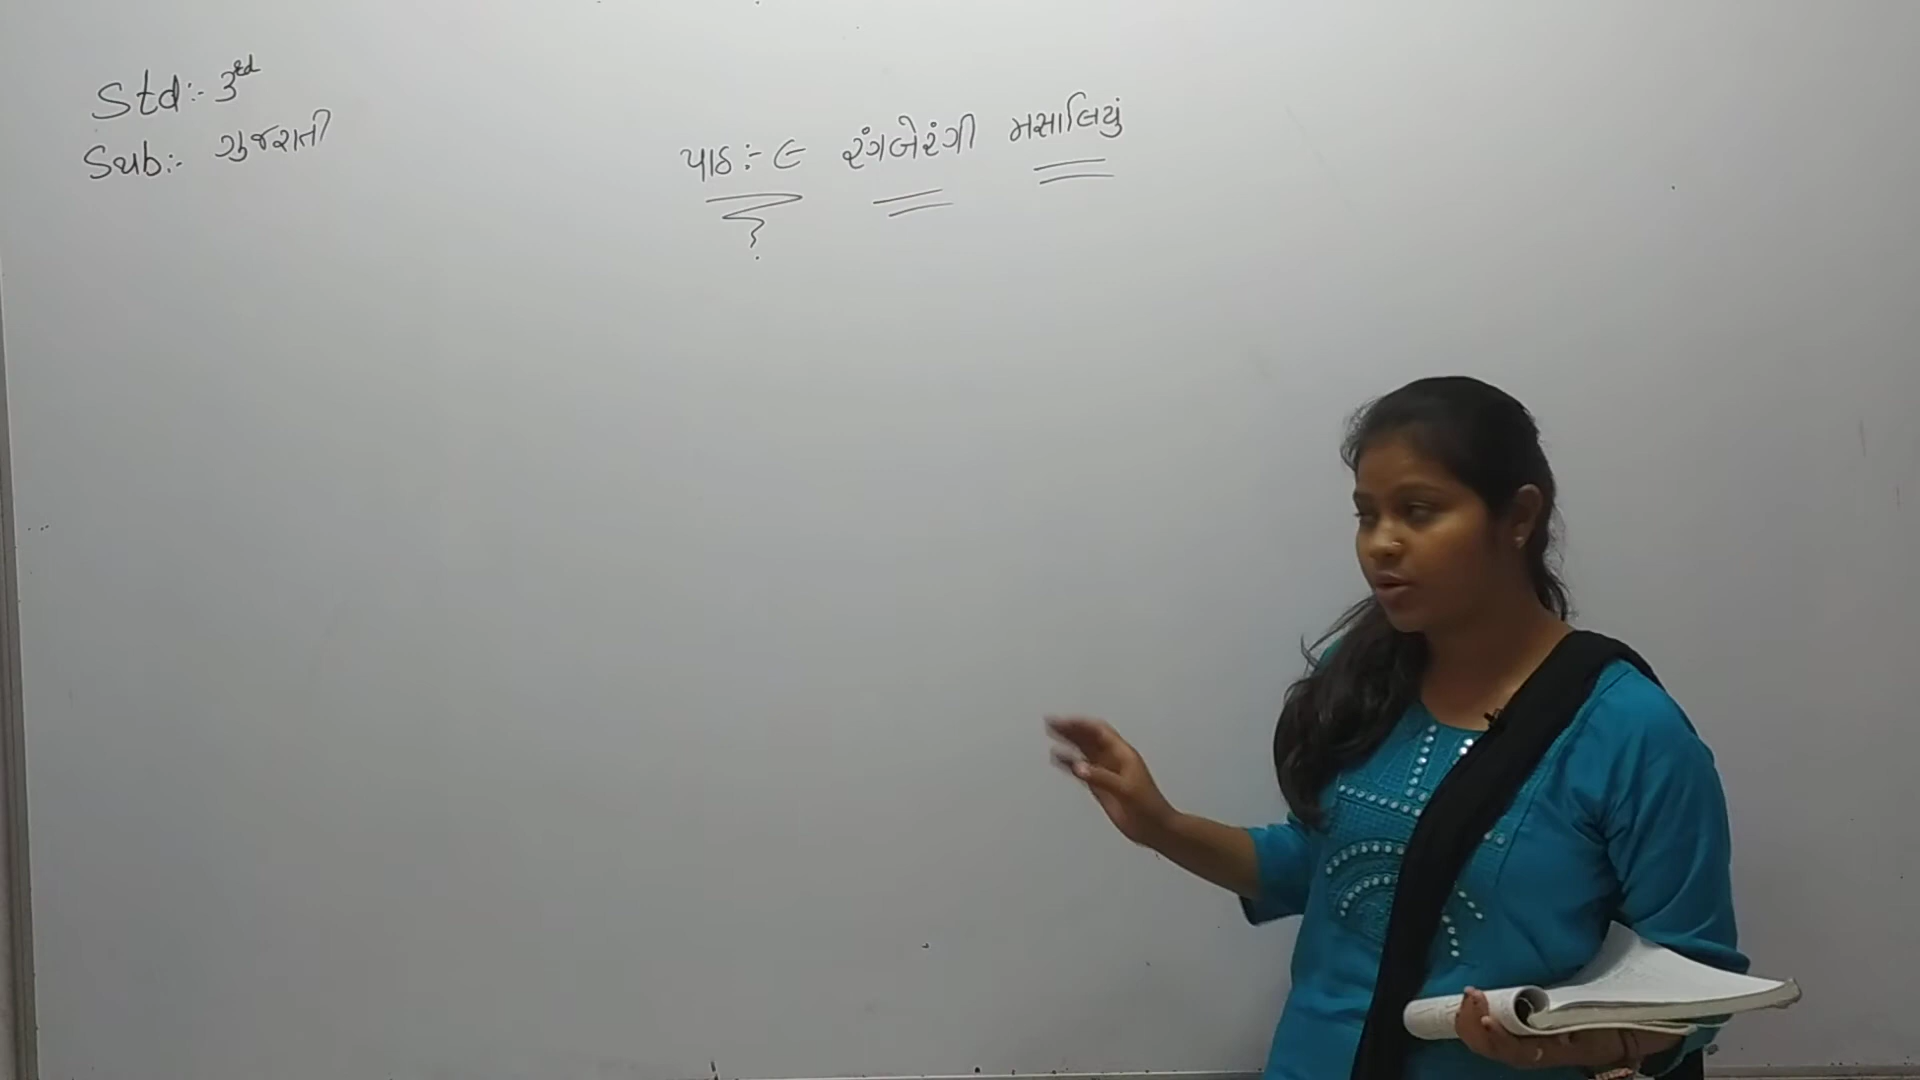 Std:- 3rd
Sub:- ગુજરાતી
પાઠ:- ૯ રંગબેરંગી મસાલિયું